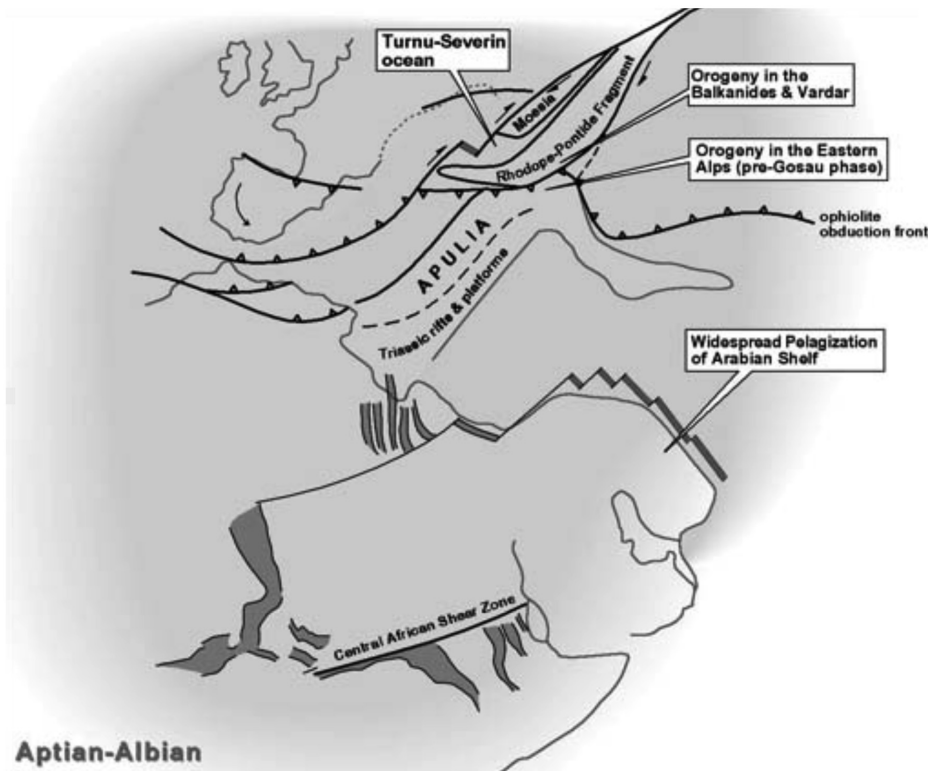 Turnu-Severin
ocean
Moesia
Rhodope-Pontide Fragment
Orogeny in the
Balkanides & Vardar
Orogeny in the Eastern
Alps (pre-Gosau phase)
ophiolite
obduction front
APULIA
Triassic rifts & platforms
Widespread Pelagization
of Arabian Shelf
Central African Shear Zone
Aptian-Albian